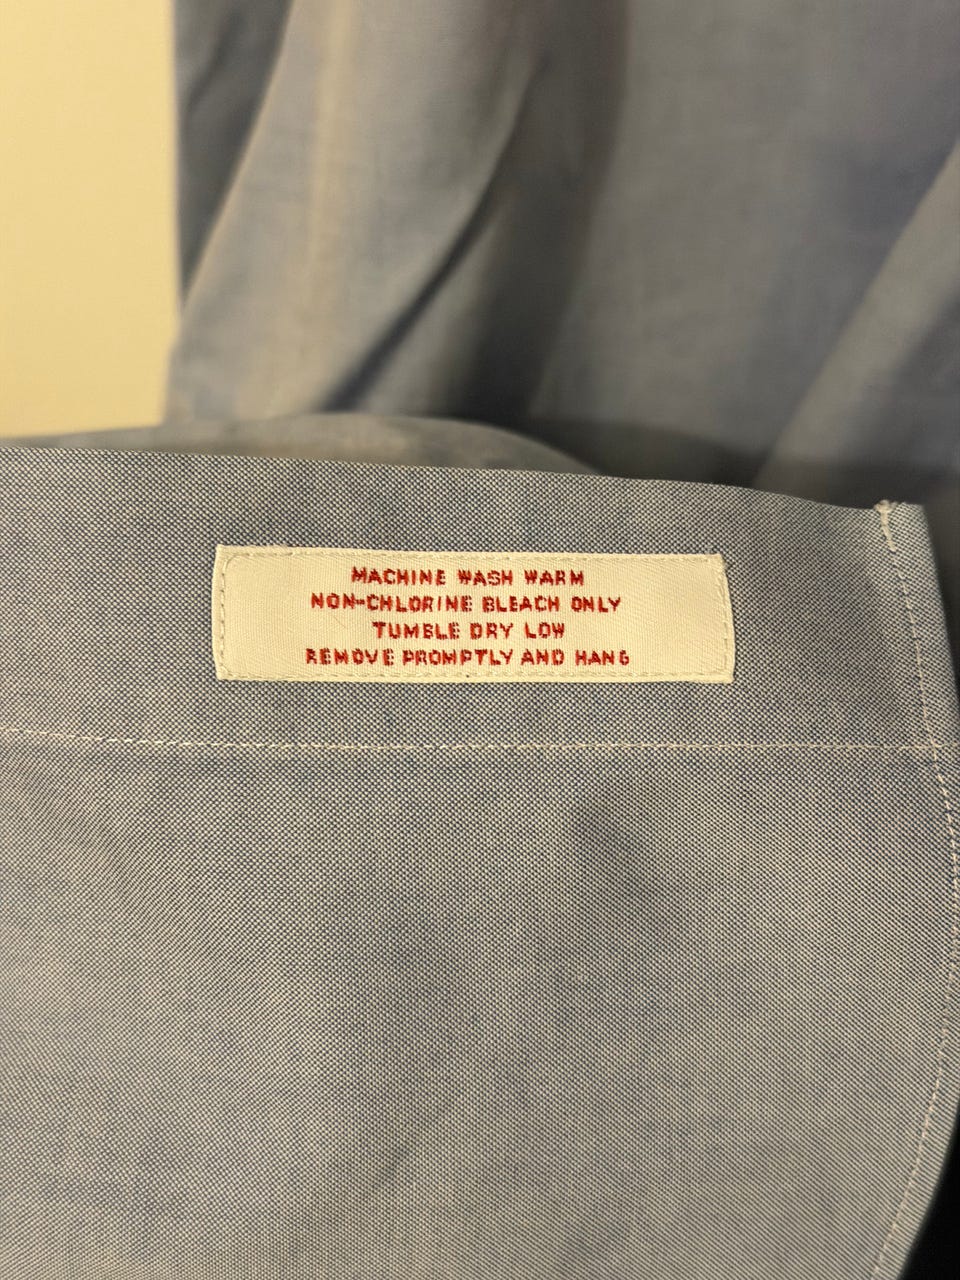 MACHINE WASH WARM
NON-CHLORINE BLEACH ONLY
TUMBLE DRY LOW
REMOVE PROMPTLY AND HANG